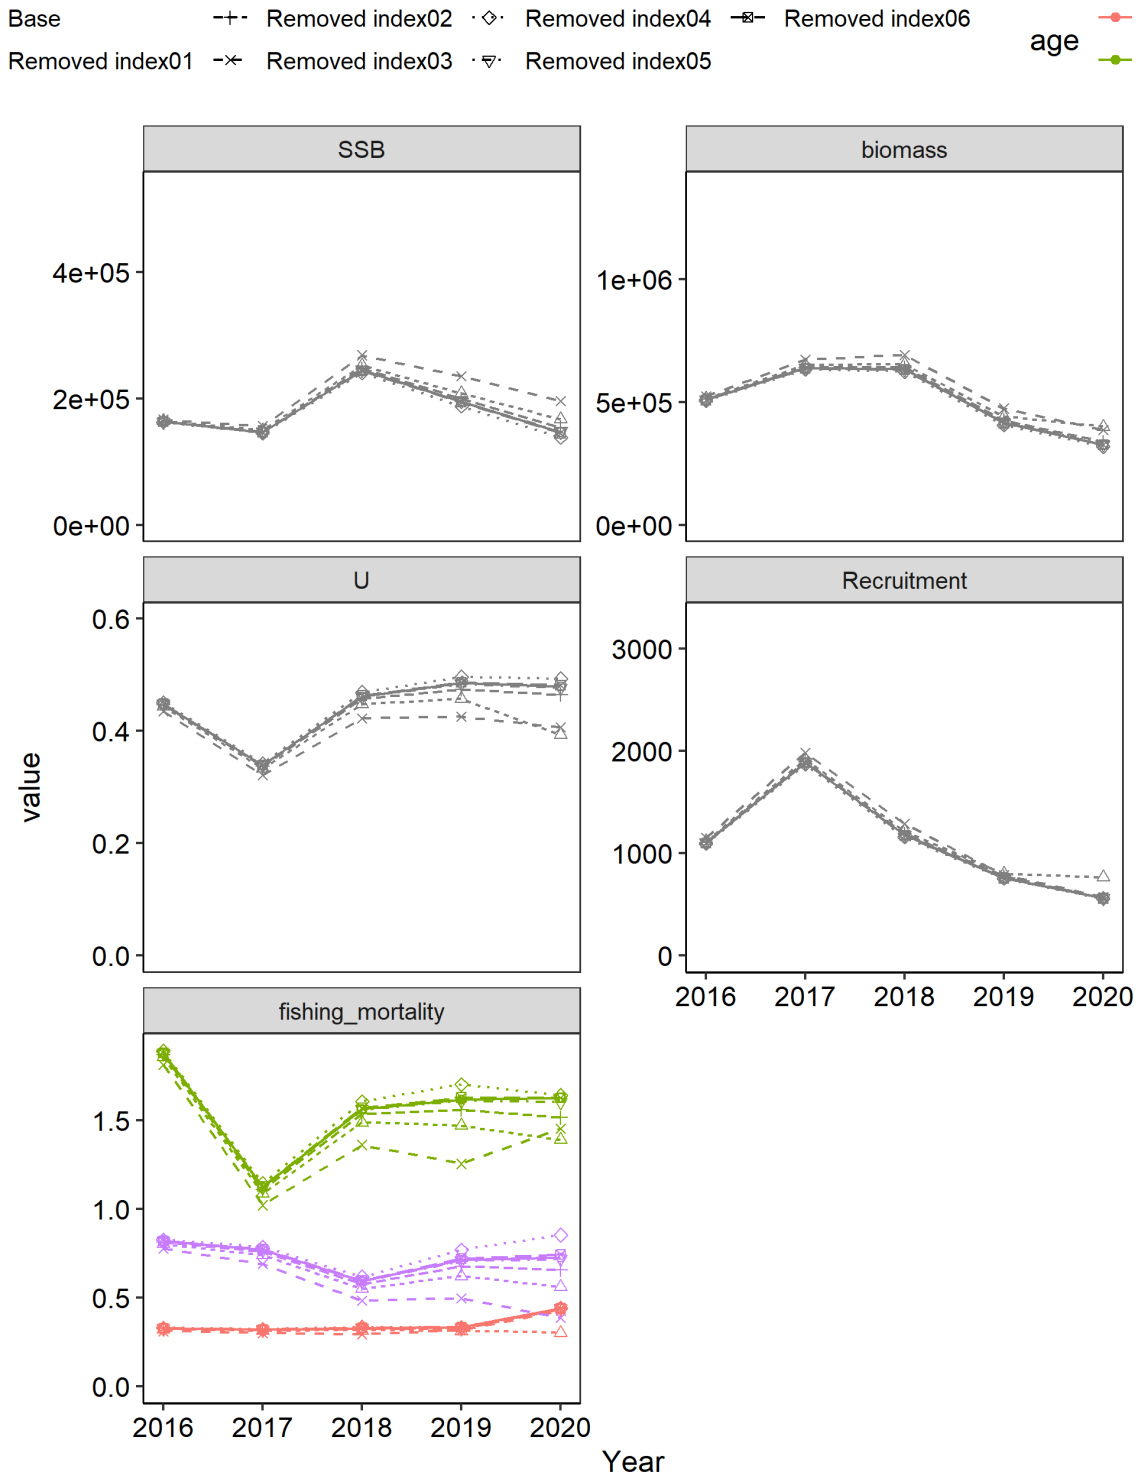 Base Removed index02 Removed index04 Removed index06
age
Removed index01 Removed index03 Removed index05
SSB biomass
4e+05
2e+05
0e+00
1e+06
5e+05
0e+00
U Recruitment
0.6
0.4
0.2
0.0
3000
2000
1000
0
2016 2017 2018 2019 2020
value
fishing_mortality
1.5
1.0
0.5
0.0
2016 2017 2018 2019 2020
Year